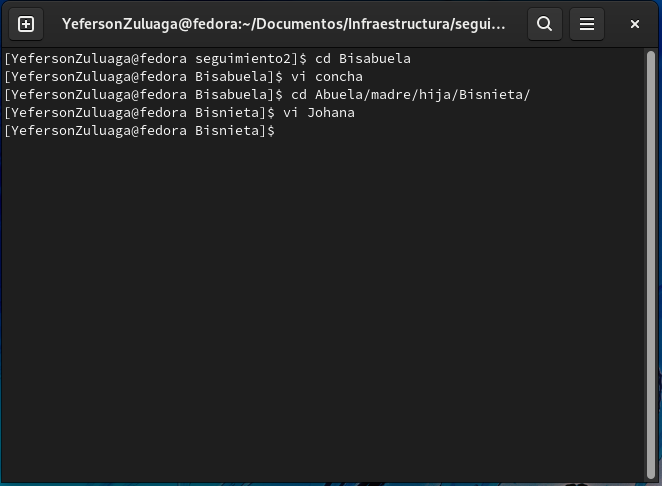 YefersonZuluaga@fedora:~/Documentos/Infraestructura/segui...
[YefersonZuluaga@fedora seguimiento2]$ cd Bisabuela
[YefersonZuluaga@fedora Bisabuela]$ vi concha
[YefersonZuluaga@fedora Bisabuela]$ cd Abuela/madre/hija/Bisnieta/
[YefersonZuluaga@fedora Bisnieta]$ vi Johana
[YefersonZuluaga@fedora Bisnieta]$